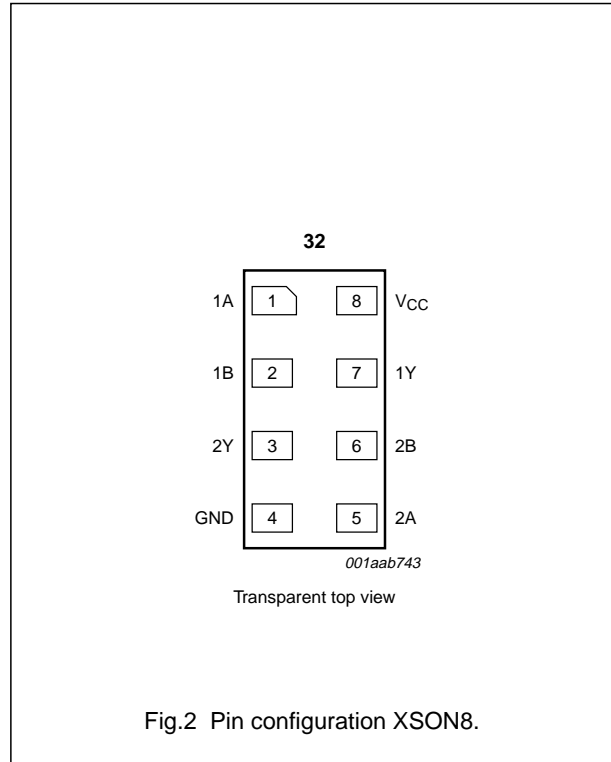 32
1A 1 8 VCC
1B 2 7 1Y
2Y 3 6 2B
GND 4 5 2A
001aab743
Transparent top view
Fig.2 Pin configuration XSON8.